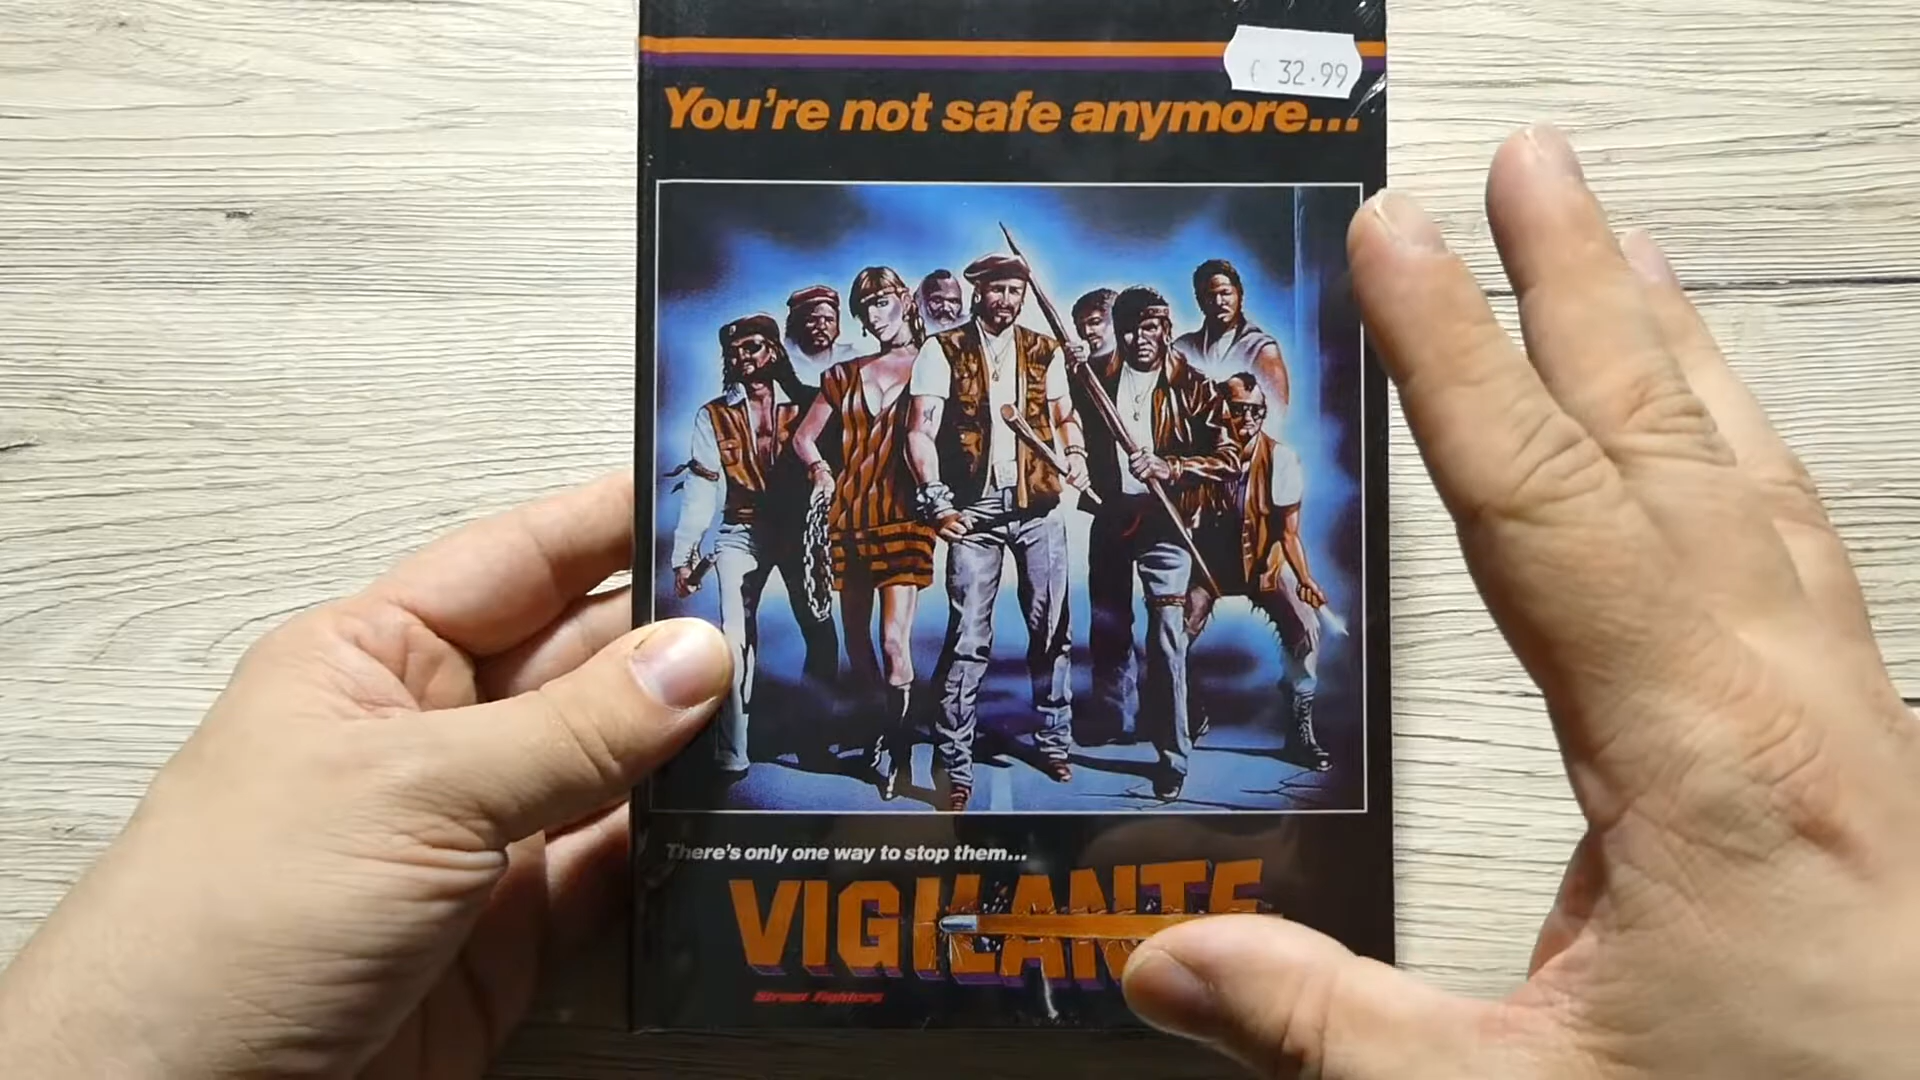 € 32.99
You're not safe anymore...
There's only one way to stop them...
VIGILANTE
Street Fighters